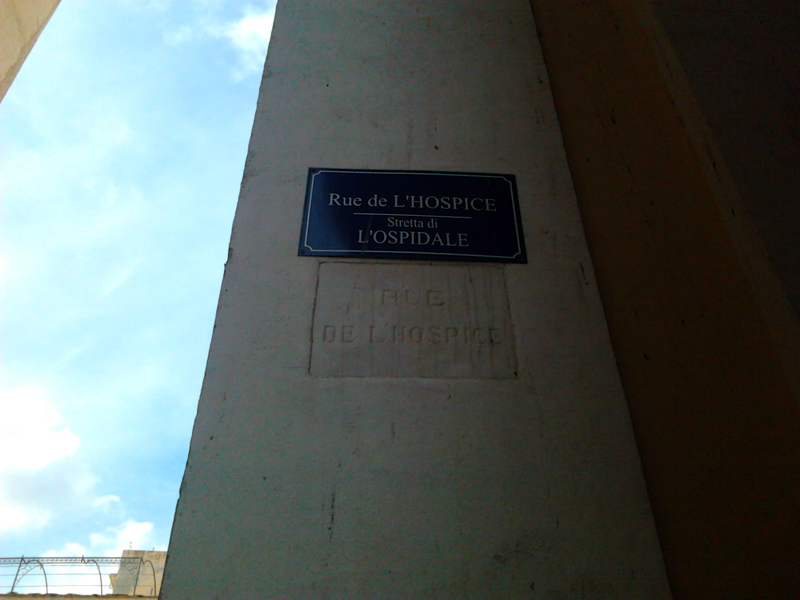 Rue de L'HOSPICE
Stretta di
L'OSPIDALE
RUE
DE L'HOSPICE